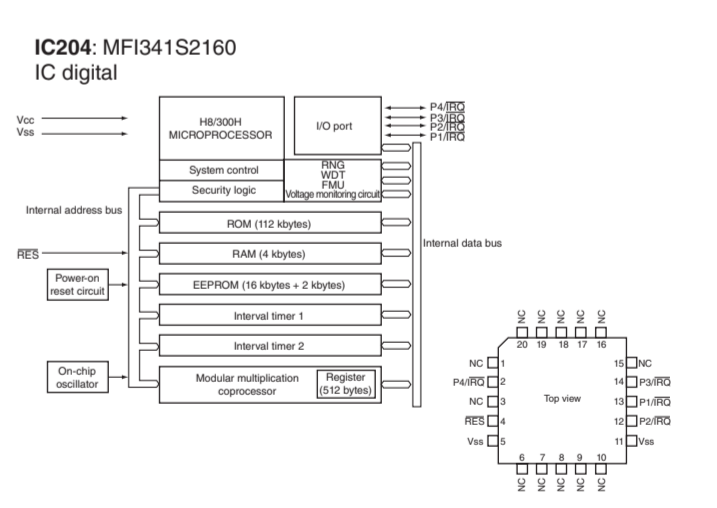 IC204: MFI341S2160
IC digital
Vcc
Vss
H8/300H
MICROPROCESSOR
I/O port
P4/IRQ
P3/IRQ
P2/IRQ
P1/IRQ
System control
Security logic
RNG
WDT
FMU
Voltage monitoring circuit
Internal address bus
ROM (112 kbytes)
Internal data bus
RES
RAM (4 kbytes)
Power-on
reset circuit
EEPROM (16 kbytes + 2 kbytes)
Interval timer 1
Interval timer 2
On-chip
oscillator
Modular multiplication
coprocessor
Register
(512 bytes)
NC NC NC NC NC
20 19 18 17 16
NC 1 15 NC
P4/IRQ 2 14 P3/IRQ
NC 3 Top view 13 P1/IRQ
RES 4 12 P2/IRQ
Vss 5 11 Vss
6 7 8 9 10
NC NC NC NC NC